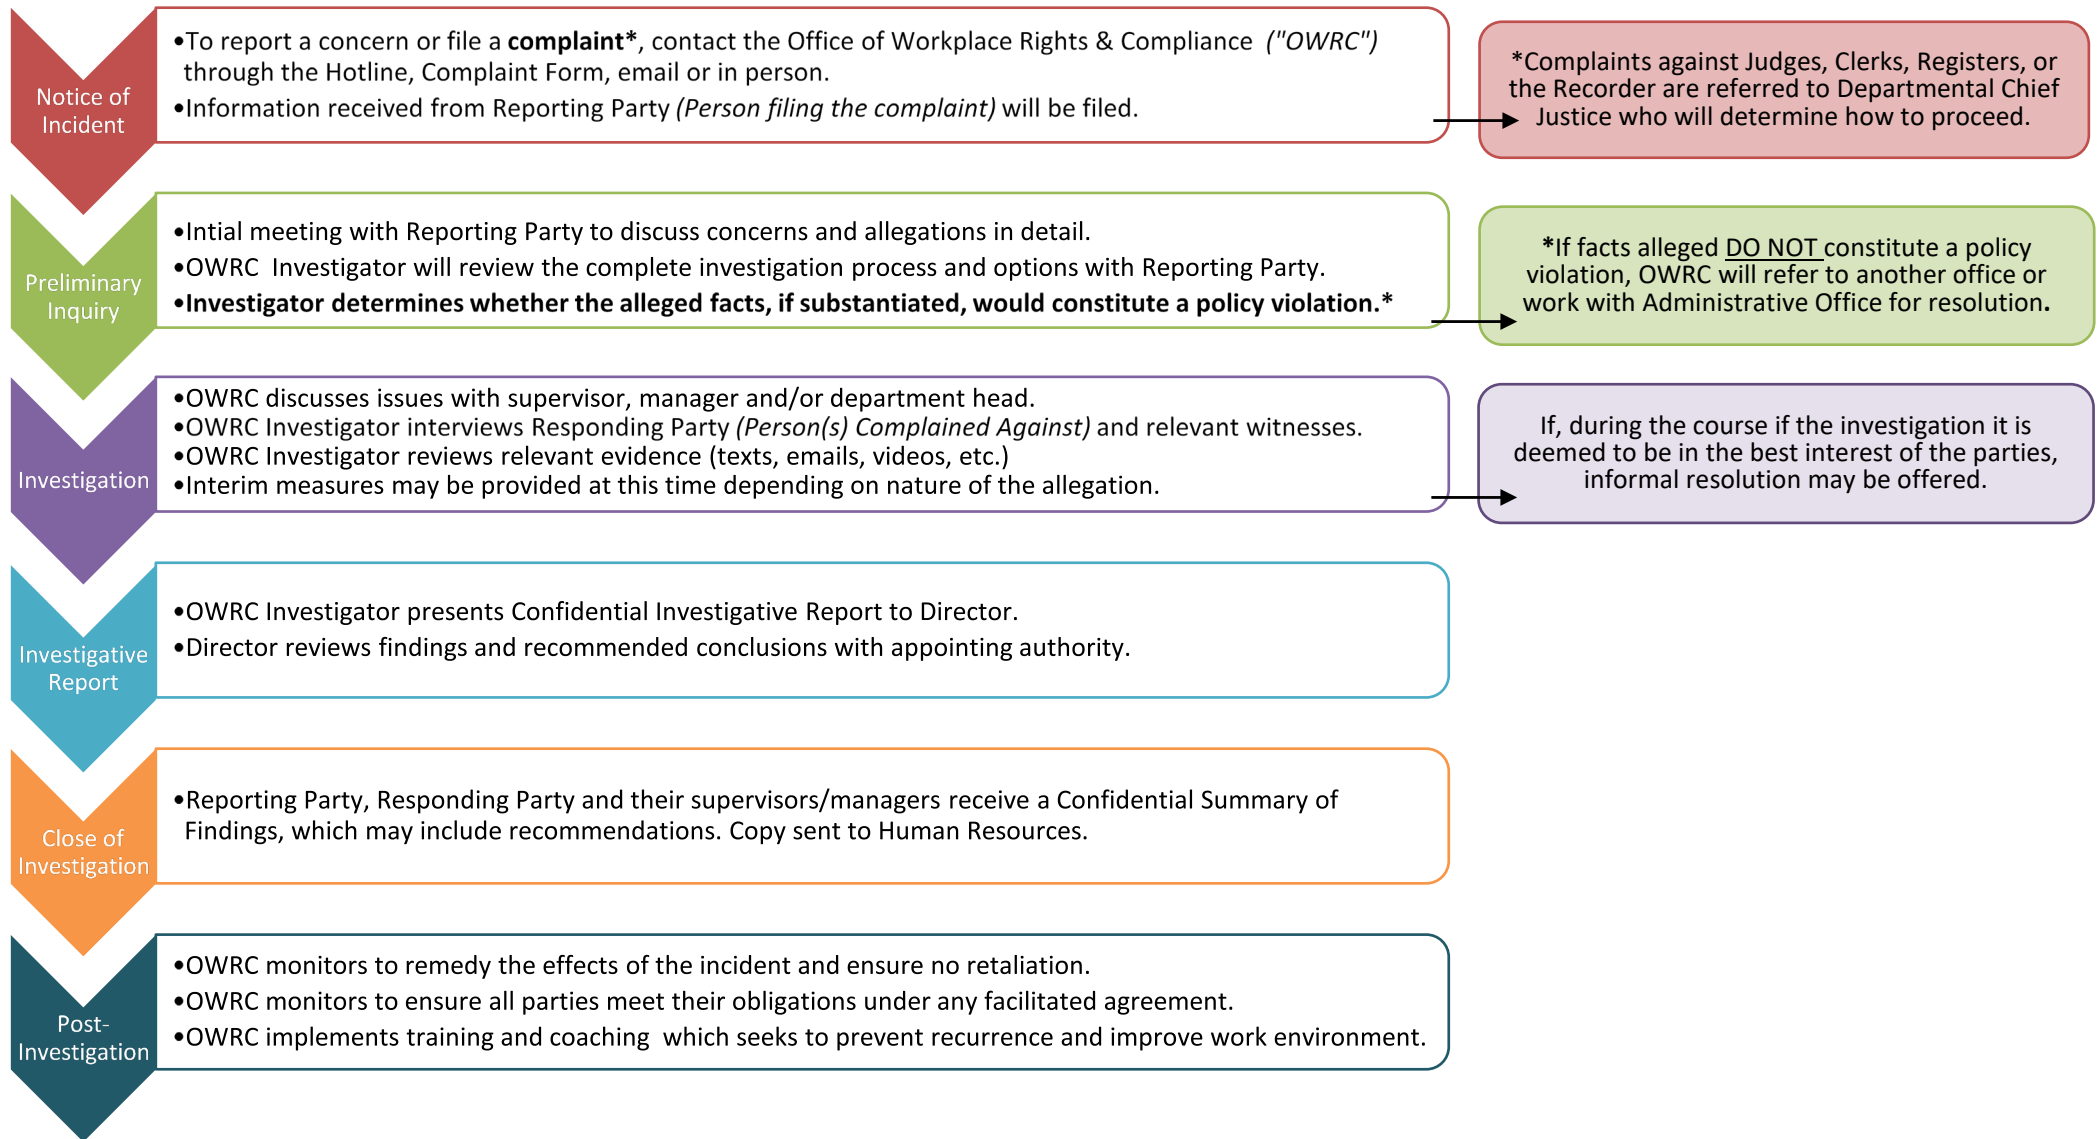 Notice of
Incident
•To report a concern or file a complaint*, contact the Office of Workplace Rights & Compliance ("OWRC")
through the Hotline, Complaint Form, email or in person.
•Information received from Reporting Party (Person filing the complaint) will be filed.
*Complaints against Judges, Clerks, Registers, or
the Recorder are referred to Departmental Chief
Justice who will determine how to proceed.
Preliminary
Inquiry
•Intial meeting with Reporting Party to discuss concerns and allegations in detail.
•OWRC Investigator will review the complete investigation process and options with Reporting Party.
•Investigator determines whether the alleged facts, if substantiated, would constitute a policy violation.*
*If facts alleged DO NOT constitute a policy
violation, OWRC will refer to another office or
work with Administrative Office for resolution.
Investigation
•OWRC discusses issues with supervisor, manager and/or department head.
•OWRC Investigator interviews Responding Party (Person(s) Complained Against) and relevant witnesses.
•OWRC Investigator reviews relevant evidence (texts, emails, videos, etc.)
•Interim measures may be provided at this time depending on nature of the allegation.
If, during the course if the investigation it is
deemed to be in the best interest of the parties,
informal resolution may be offered.
Investigative
Report
•OWRC Investigator presents Confidential Investigative Report to Director.
•Director reviews findings and recommended conclusions with appointing authority.
Close of
Investigation
•Reporting Party, Responding Party and their supervisors/managers receive a Confidential Summary of
Findings, which may include recommendations. Copy sent to Human Resources.
Post-
Investigation
•OWRC monitors to remedy the effects of the incident and ensure no retaliation.
•OWRC monitors to ensure all parties meet their obligations under any facilitated agreement.
•OWRC implements training and coaching which seeks to prevent recurrence and improve work environment.